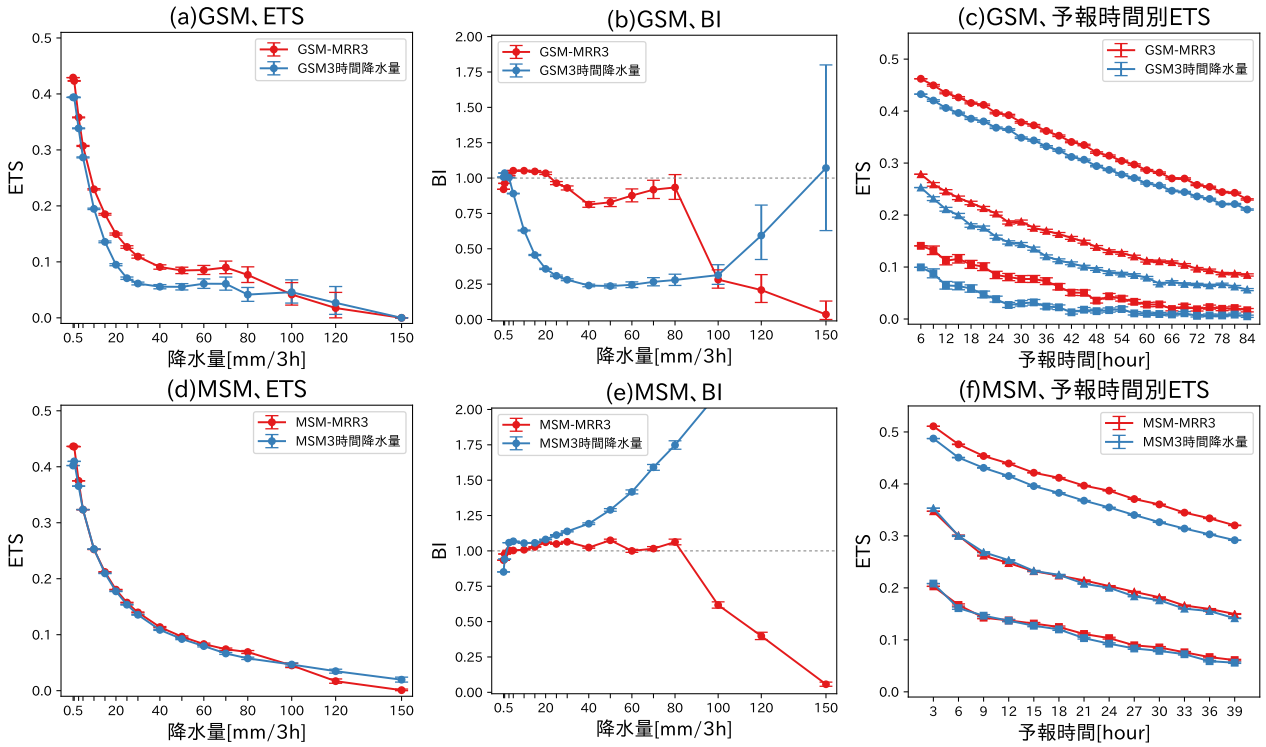 (a)GSM、ETS
ETS
0.5
0.4
0.3
0.2
0.1
0.0
GSM-MRR3
GSM3時間降水量
0.5 20 40 60 80 100 120 150
降水量[mm/3h]
(b)GSM、BI
BI
2.00
1.75
1.50
1.25
1.00
0.75
0.50
0.25
0.00
GSM-MRR3
GSM3時間降水量
0.5 20 40 60 80 100 120 150
降水量[mm/3h]
(c)GSM、予報時間別ETS
ETS
0.5
0.4
0.3
0.2
0.1
0.0
GSM-MRR3
GSM3時間降水量
6 12 18 24 30 36 42 48 54 60 66 72 78 84
予報時間[hour]
(d)MSM、ETS
ETS
0.5
0.4
0.3
0.2
0.1
0.0
MSM-MRR3
MSM3時間降水量
0.5 20 40 60 80 100 120 150
降水量[mm/3h]
(e)MSM、BI
BI
2.00
1.75
1.50
1.25
1.00
0.75
0.50
0.25
0.00
MSM-MRR3
MSM3時間降水量
0.5 20 40 60 80 100 120 150
降水量[mm/3h]
(f)MSM、予報時間別ETS
ETS
0.5
0.4
0.3
0.2
0.1
0.0
MSM-MRR3
MSM3時間降水量
3 6 9 12 15 18 21 24 27 30 33 36 39
予報時間[hour]